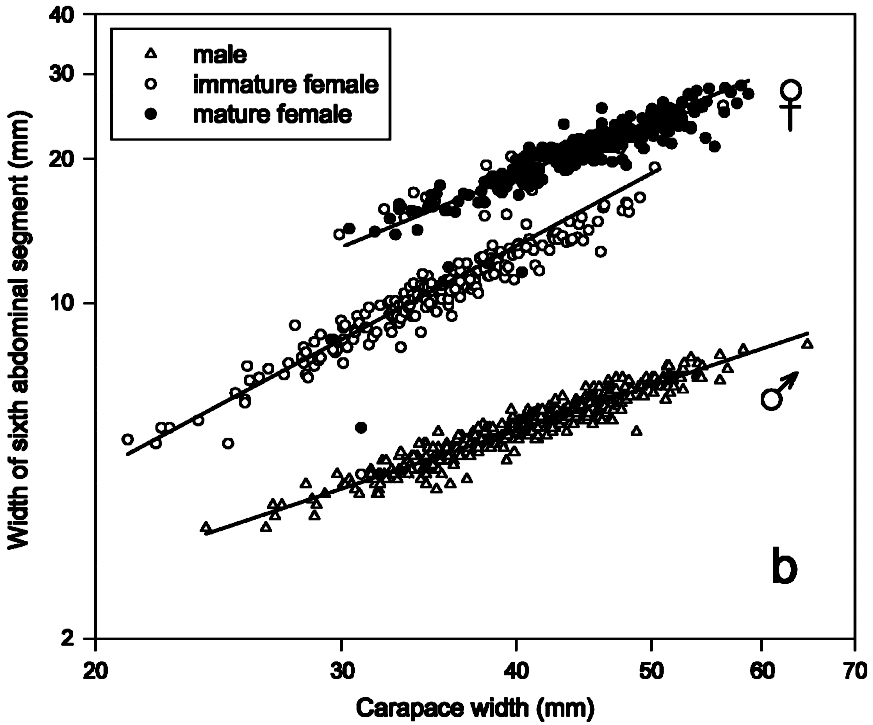 40
30
20
10
2
Width of sixth abdominal segment (mm)
male
immature female
mature female
♀
♂
b
20
30
40
50
60
70
Carapace width (mm)